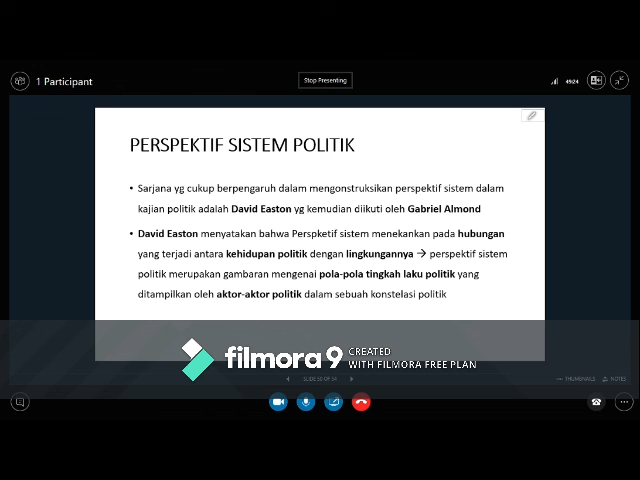 1 Participant
Stop Presenting
49:24
PERSPEKTIF SISTEM POLITIK
• Sarjana yg cukup berpengaruh dalam mengonstruksikan perspektif sistem dalam
kajian politik adalah David Easton yg kemudian diikuti oleh Gabriel Almond
• David Easton menyatakan bahwa Perspketif sistem menekankan pada hubungan
yang terjadi antara kehidupan politik dengan lingkungannya → perspektif sistem
politik merupakan gambaran mengenai pola-pola tingkah laku politik yang
ditampilkan oleh aktor-aktor politik dalam sebuah konstelasi politik
filmora 9
CREATED
WITH FILMORA FREE PLAN
THUMBNAILS
NOTES